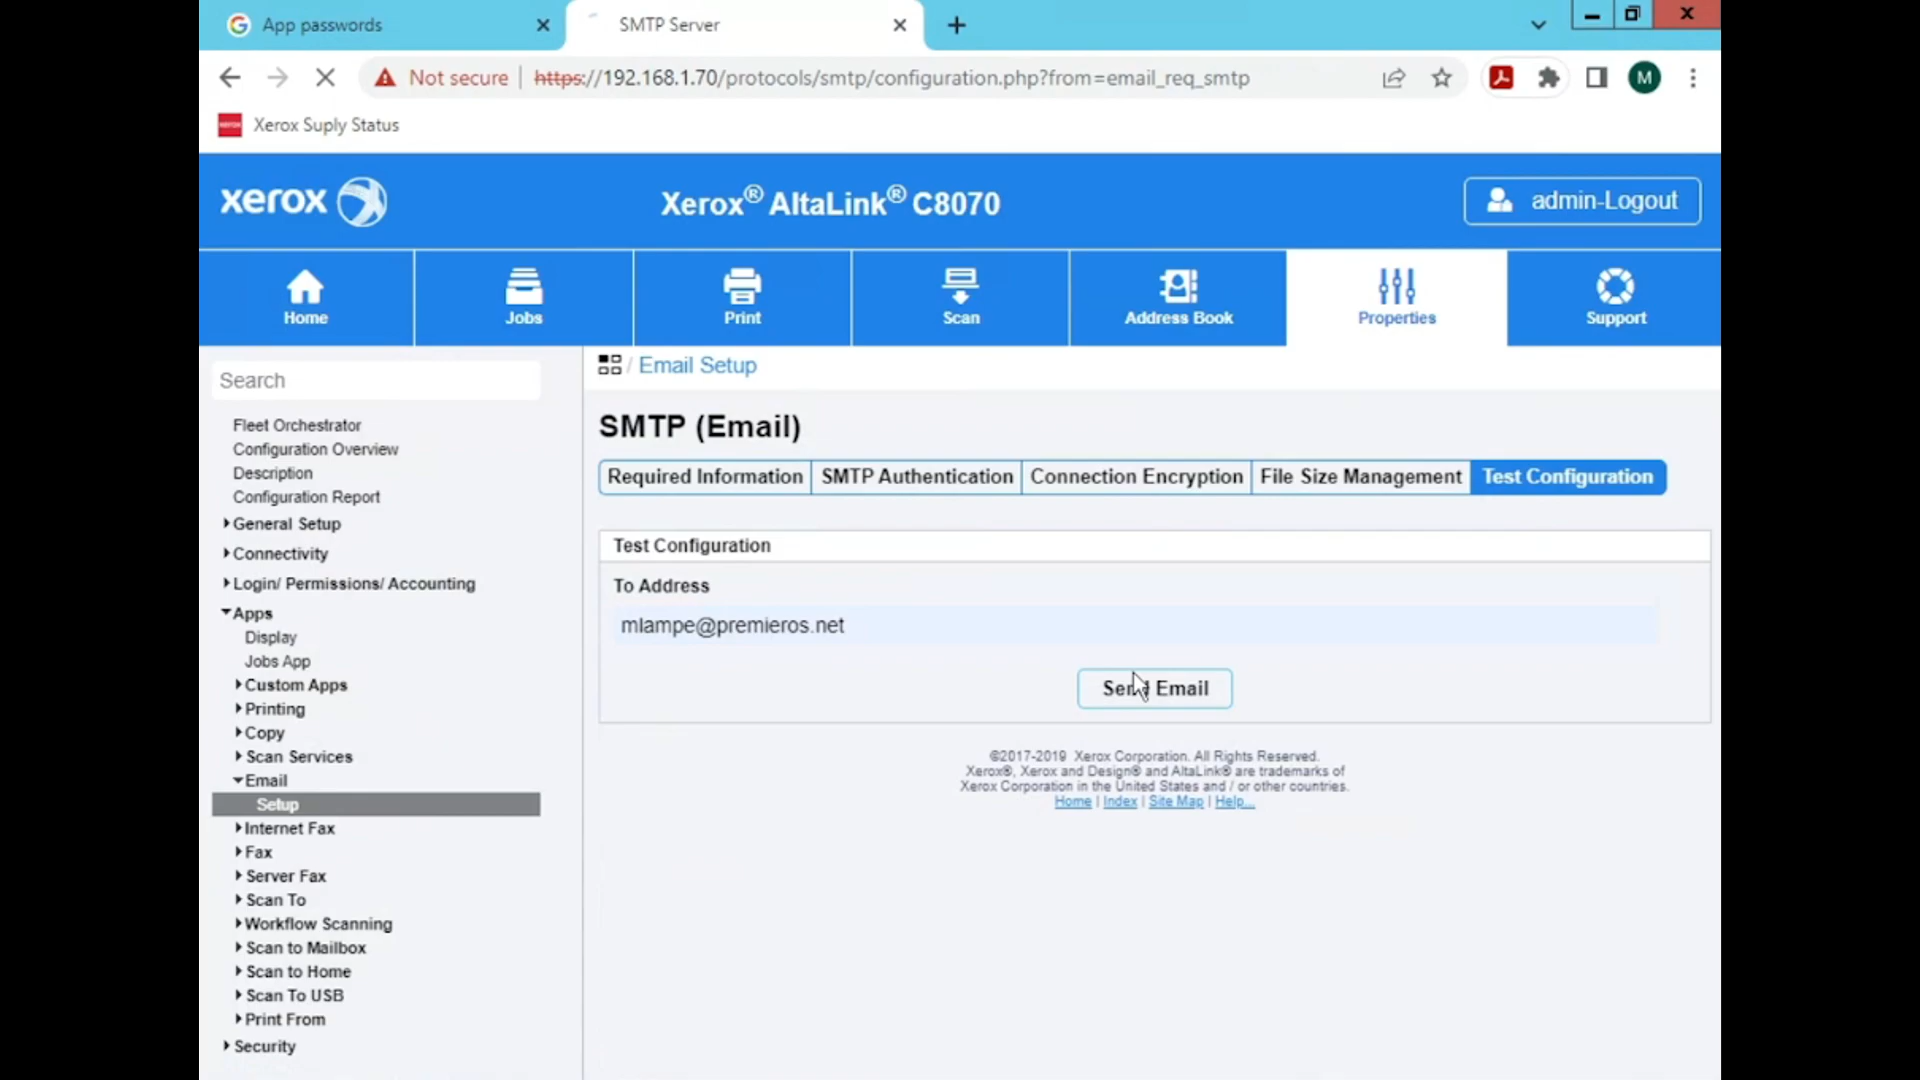 App passwords
SMTP Server
Not secure
https://192.168.1.70/protocols/smtp/configuration.php?from=email_req_smtp
M
xerox
Xerox Suply Status
xerox
Xerox® AltaLink® C8070
admin-Logout
Home
Jobs
Print
Scan
Address Book
Properties
Support
Search
Fleet Orchestrator
Configuration Overview
Description
Configuration Report
General Setup
Connectivity
Login/ Permissions/ Accounting
Apps
Display
Jobs App
Custom Apps
Printing
Copy
Scan Services
Email
Setup
Internet Fax
Fax
Server Fax
Scan To
Workflow Scanning
Scan to Mailbox
Scan to Home
Scan To USB
Print From
Security
/ Email Setup
SMTP (Email)
Required Information
SMTP Authentication
Connection Encryption
File Size Management
Test Configuration
Test Configuration
To Address
mlampe@premieros.net
Send Email
©2017-2019 Xerox Corporation. All Rights Reserved.
Xerox®, Xerox and Design® and AltaLink® are trademarks of
Xerox Corporation in the United States and / or other countries.
Home | Index | Site Map | Help...